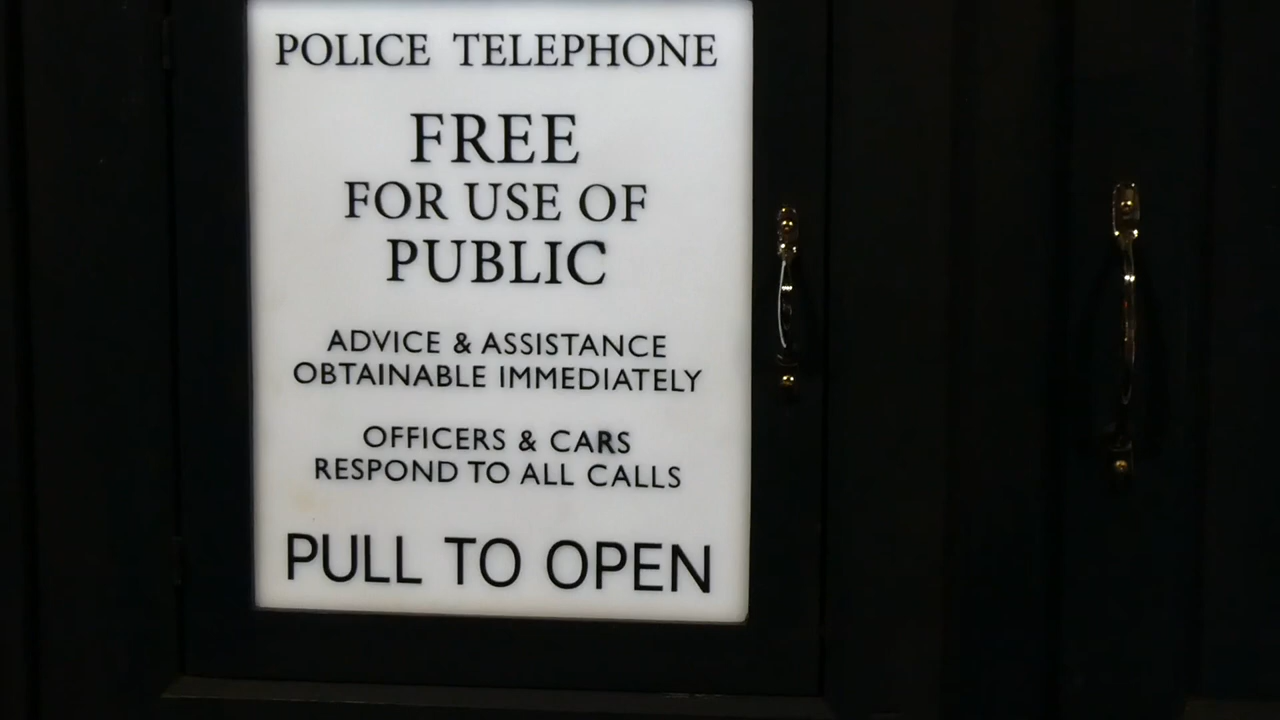 POLICE TELEPHONE
FREE
FOR USE OF
PUBLIC
ADVICE & ASSISTANCE
OBTAINABLE IMMEDIATELY
OFFICERS & CARS
RESPOND TO ALL CALLS
PULL TO OPEN